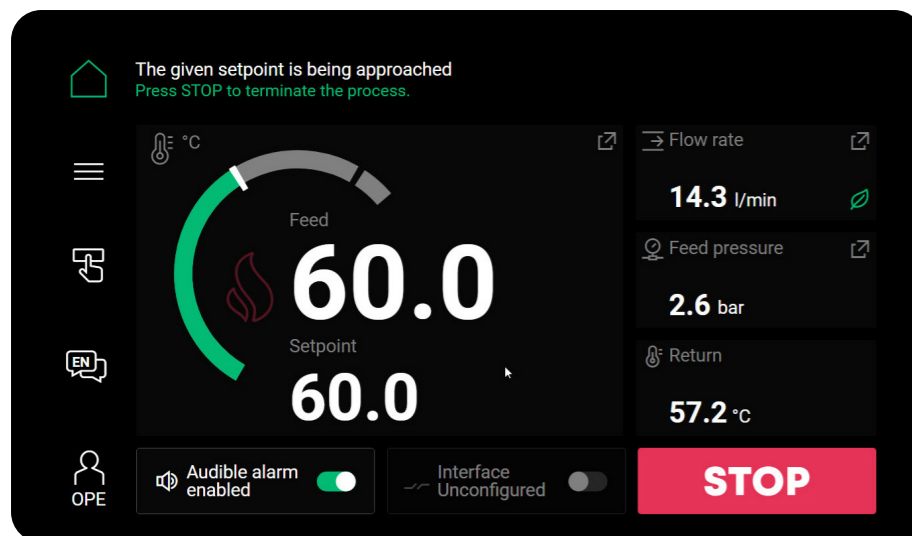 The given setpoint is being approached
Press STOP to terminate the process.
°C
Feed
60.0
Setpoint
60.0
Flow rate
14.3 l/min
Feed pressure
2.6 bar
Return
57.2 °C
EN
OPE
Audible alarm
enabled
Interface
Unconfigured
STOP